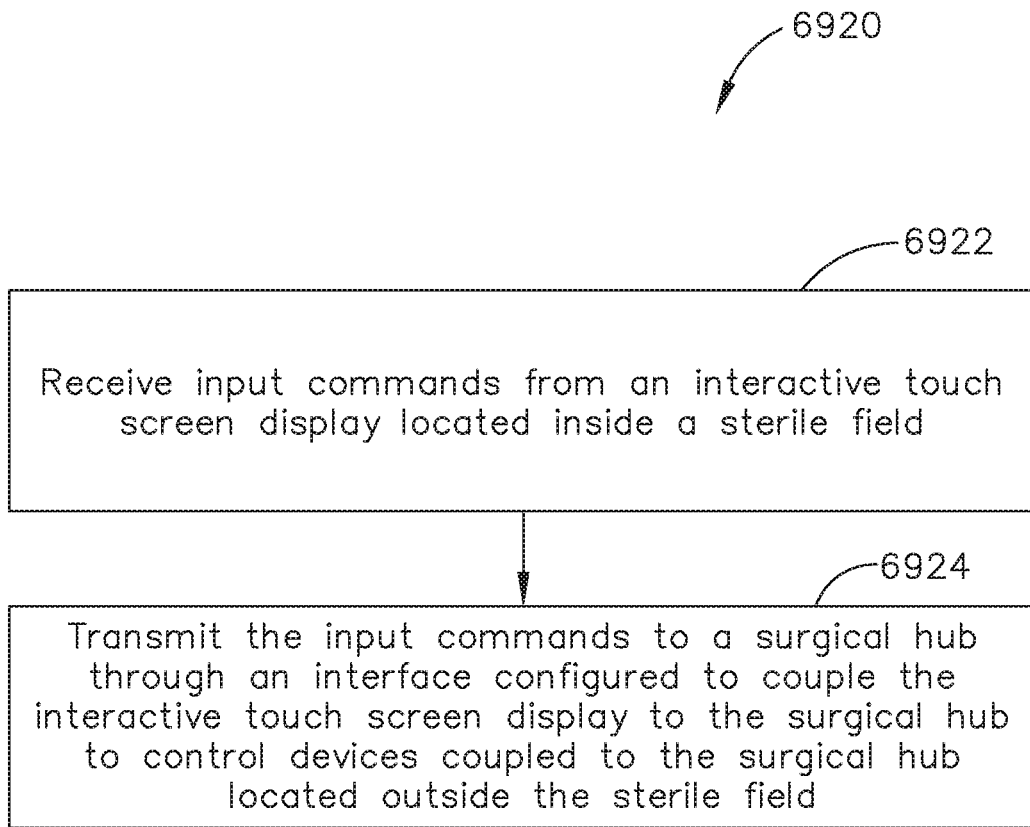 6920
6922
Receive input commands from an interactive touch
screen display located inside a sterile field
6924
Transmit the input commands to a surgical hub
through an interface configured to couple the
interactive touch screen display to the surgical hub
to control devices coupled to the surgical hub
located outside the sterile field